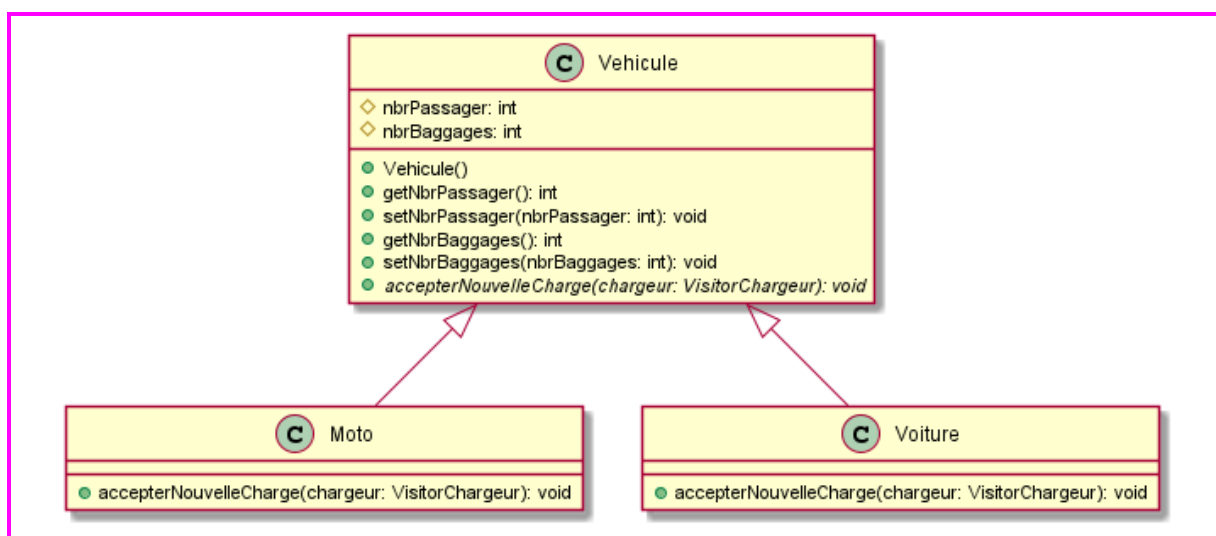 C Vehicule
nbrPassager: int
nbrBaggages: int
Vehicule()
getNbrPassager(): int
setNbrPassager(nbrPassager: int): void
getNbrBaggages(): int
setNbrBaggages(nbrBaggages: int): void
accepterNouvelleCharge(chargeur: VisitorChargeur): void
C Moto
accepterNouvelleCharge(chargeur: VisitorChargeur): void
C Voiture
accepterNouvelleCharge(chargeur: VisitorChargeur): void